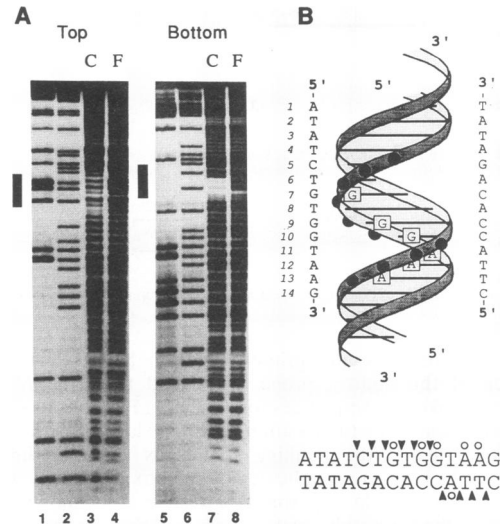 A
B
Top
Bottom
C F
C F
3'
5' 5' 3'
1 A T
2 T A
3 A T
4 T A
5 C G
6 T A
7 G G C
8 T A
9 G G C
10 G G C
11 T A A
12 A A T
13 A A T
14 G C
3' 5'
5'
3'
1 2 3 4 5 6 7 8
ATATCTGTGGTAAG
TATAGACACCATTC